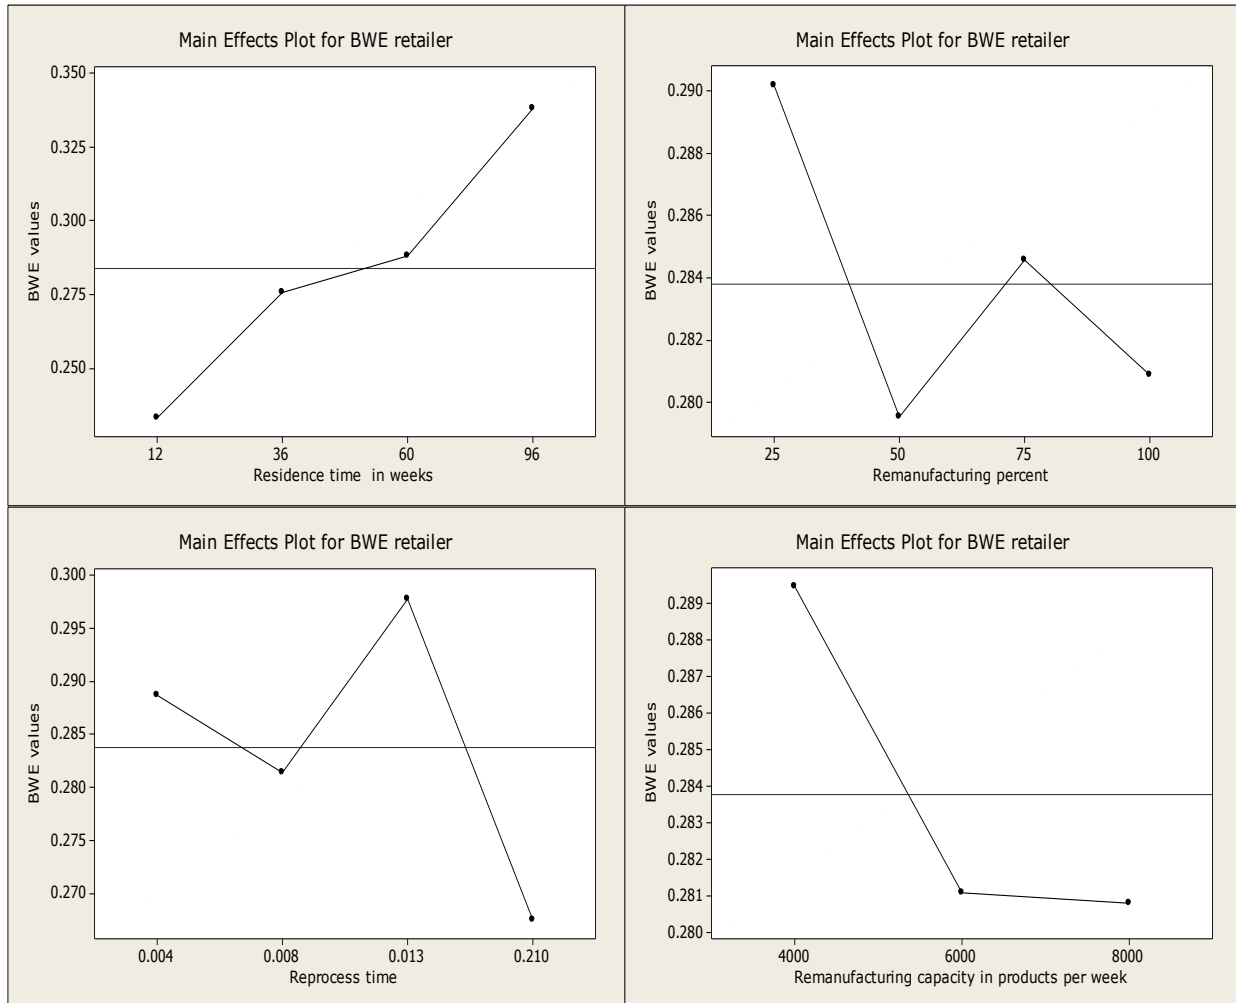 Main Effects Plot for BWE retailer
BWE values
0.350
0.325
0.300
0.275
0.250
12 36 60 96
Residence time in weeks
Main Effects Plot for BWE retailer
BWE values
0.290
0.288
0.286
0.284
0.282
0.280
25 50 75 100
Remanufacturing percent
Main Effects Plot for BWE retailer
BWE values
0.300
0.295
0.290
0.285
0.280
0.275
0.270
0.004 0.008 0.013 0.210
Reprocess time
Main Effects Plot for BWE retailer
BWE values
0.289
0.288
0.287
0.286
0.285
0.284
0.283
0.282
0.281
0.280
4000 6000 8000
Remanufacturing capacity in products per week